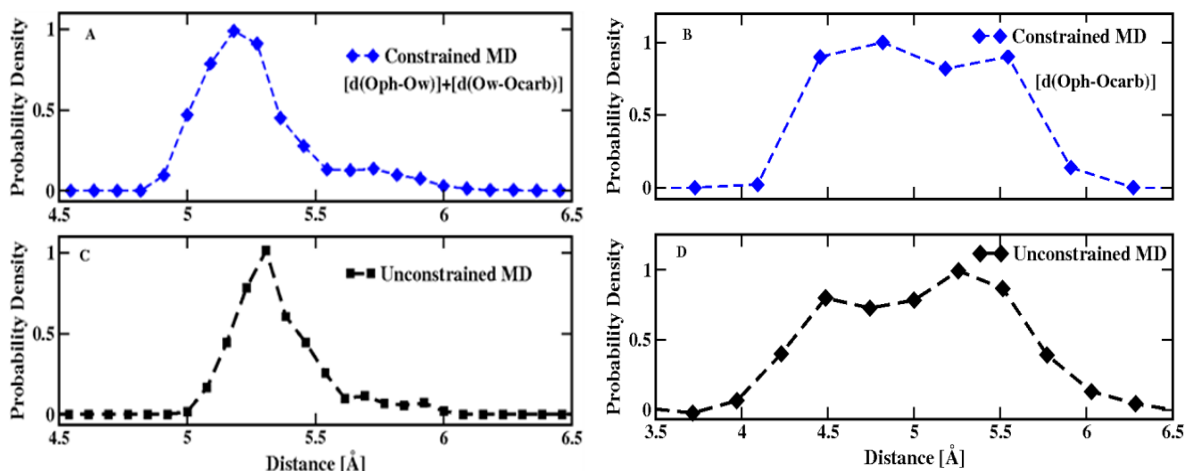 A
Constrained MD
[d(Oph-Ow)]+[d(Ow-Ocarb)]
Probability Density
1
0.5
0
4.5 5 5.5 6 6.5
B
Constrained MD
[d(Oph-Ocarb)]
Probability Density
1
0.5
0
C
Unconstrained MD
Probability Density
1
0.5
0
4.5 5 5.5 6 6.5
Distance [Å]
D
Unconstrained MD
Probability Density
1
0.5
0
3.5 4 4.5 5 5.5 6 6.5
Distance [Å]